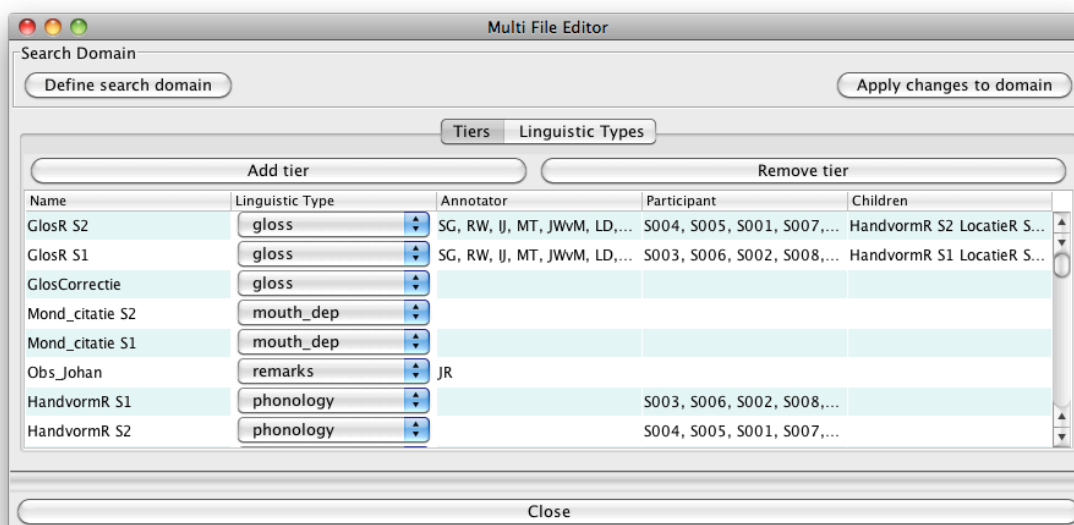 Multi File Editor
Search Domain
Define search domain Apply changes to domain
Tiers Linguistic Types
Add tier Remove tier
Name Linguistic Type Annotator Participant Children
GlosR S2 gloss SG, RW, IJ, MT, JWvM, LD,... S004, S005, S001, S007,... HandvormR S2 LocatieR S...
GlosR S1 gloss SG, RW, IJ, MT, JWvM, LD,... S003, S006, S002, S008,... HandvormR S1 LocatieR S...
GlosCorrectie gloss
Mond_citatie S2 mouth_dep
Mond_citatie S1 mouth_dep
Obs_Johan remarks JR
HandvormR S1 phonology S003, S006, S002, S008,...
HandvormR S2 phonology S004, S005, S001, S007,...
Close